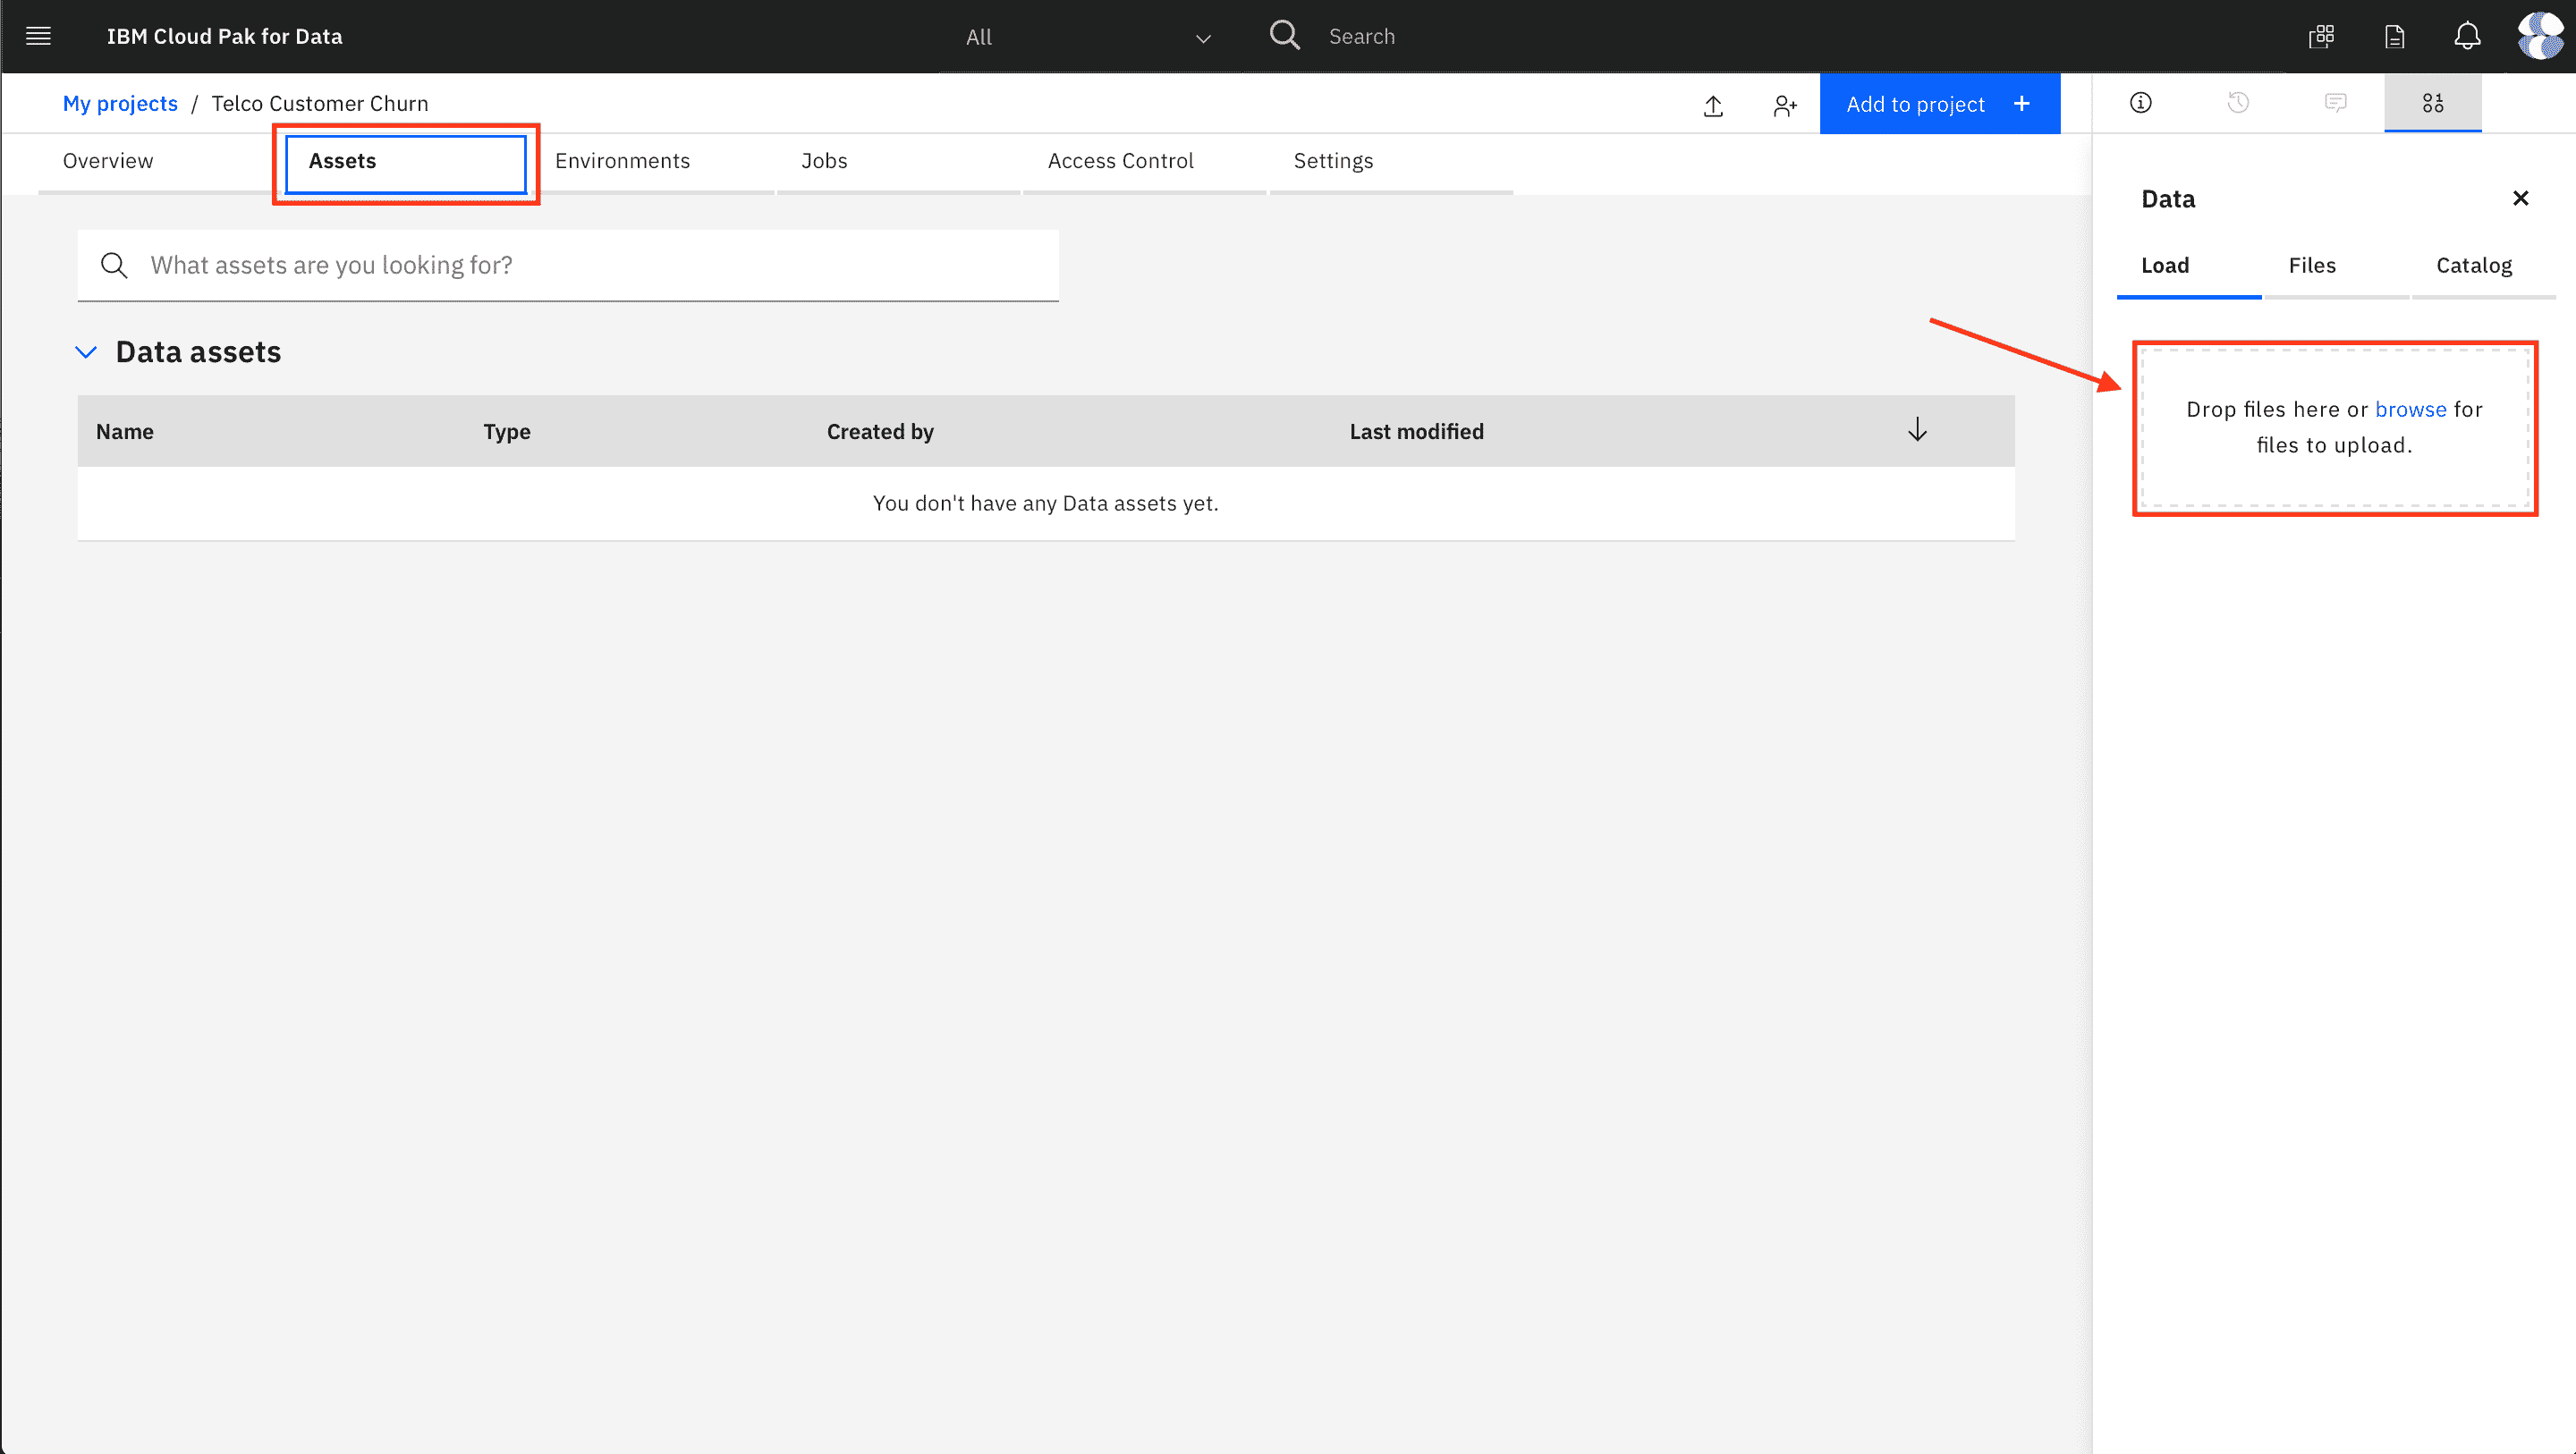 IBM Cloud Pak for Data
All
Search
My projects / Telco Customer Churn
Add to project +
Overview
Assets
Environments
Jobs
Access Control
Settings
What assets are you looking for?
Data assets
Name
Type
Created by
Last modified
You don't have any Data assets yet.
Data
Load
Files
Catalog
Drop files here or browse for
files to upload.